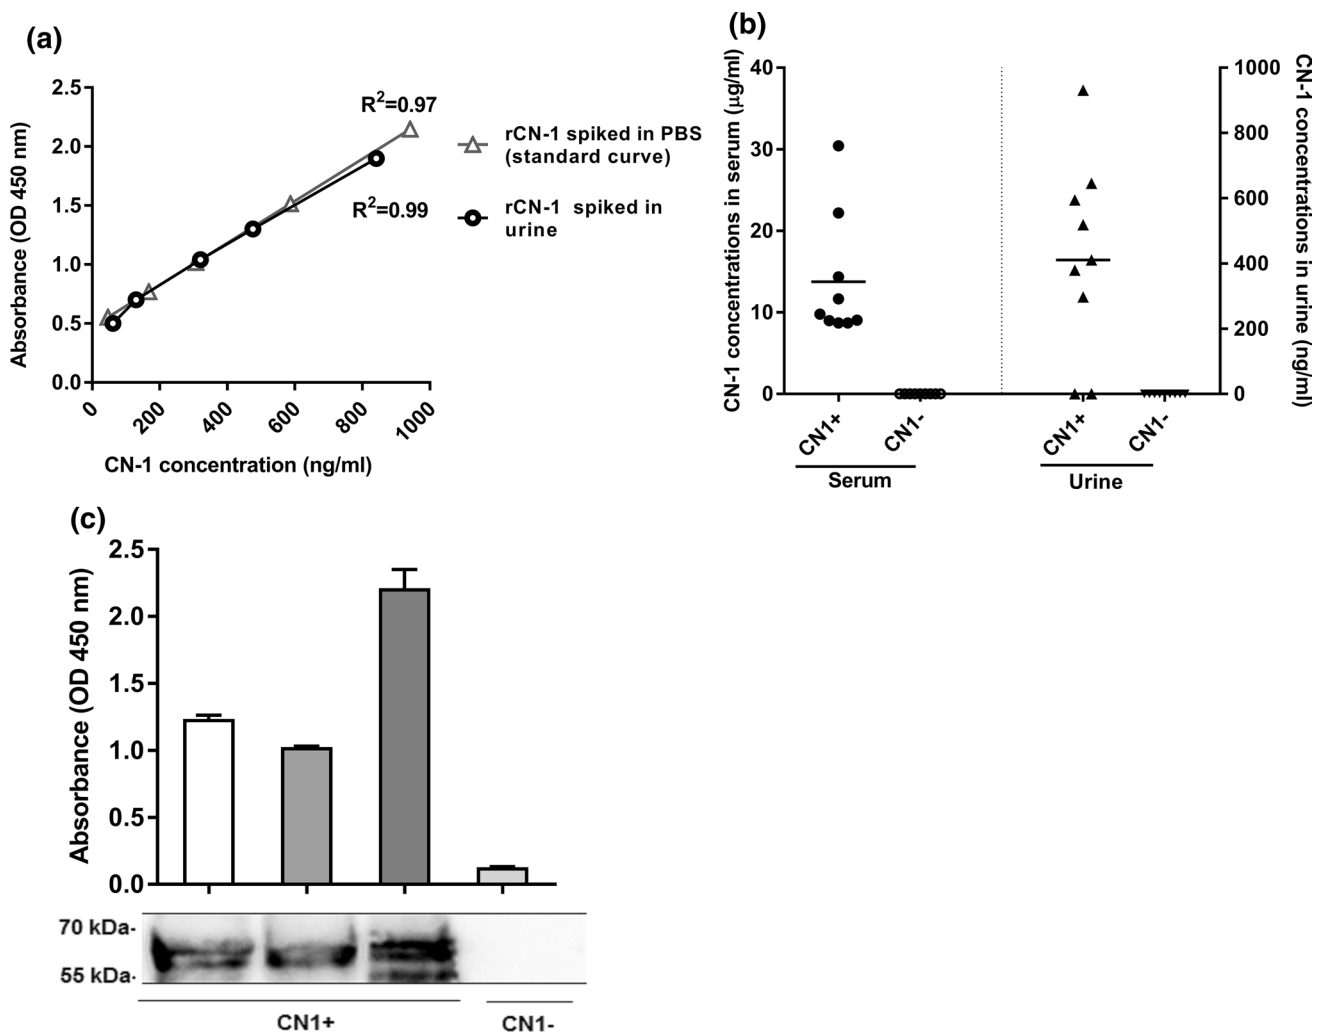 (a)
Absorbance (OD 450 nm)
2.5
2.0
1.5
1.0
0.5
0.0
0
200
400
600
800
1000
CN-1 concentration (ng/ml)
R²=0.97
R²=0.99
rCN-1 spiked in PBS
(standard curve)
rCN-1 spiked in
urine
(b)
CN-1 concentrations in serum (µg/ml)
40
30
20
10
0
CN1+
CN1-
Serum
CN1+
CN1-
Urine
1000
800
600
400
200
0
CN-1 concentrations in urine (ng/ml)
(c)
Absorbance (OD 450 nm)
2.5
2.0
1.5
1.0
0.5
0.0
70 kDa-
55 kDa-
CN1+
CN1-